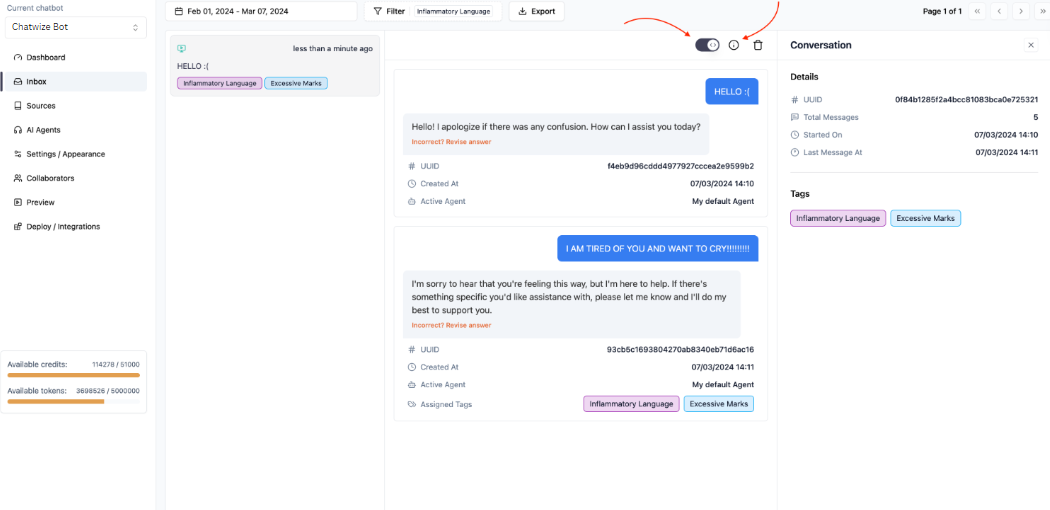 Current chatbot
Chatwize Bot
Dashboard
Inbox
Sources
AI Agents
Settings / Appearance
Collaborators
Preview
Deploy / Integrations
Available credits: 114278 / 51000
Available tokens: 3698526 / 5000000
Feb 01, 2024 - Mar 07, 2024
Filter Inflammatory Language
Export
Page 1 of 1
less than a minute ago
HELLO :(
Inflammatory Language Excessive Marks
HELLO :(
Hello! I apologize if there was any confusion. How can I assist you today?
Incorrect? Revise answer
# UUID f4eb9d96cddd4977927cccea2e9599b2
Created At 07/03/2024 14:10
Active Agent My default Agent
I AM TIRED OF YOU AND WANT TO CRY!!!!!!!!!
I'm sorry to hear that you're feeling this way, but I'm here to help. If there's
something specific you'd like assistance with, please let me know and I'll do my
best to support you.
Incorrect? Revise answer
# UUID 93cb5c1693804270ab8340eb71d6ac16
Created At 07/03/2024 14:11
Active Agent My default Agent
Assigned Tags Inflammatory Language Excessive Marks
Conversation
Details
# UUID 0f84b1285f2a4bcc81083bca0e725321
Total Messages 5
Started On 07/03/2024 14:10
Last Message At 07/03/2024 14:11
Tags
Inflammatory Language Excessive Marks